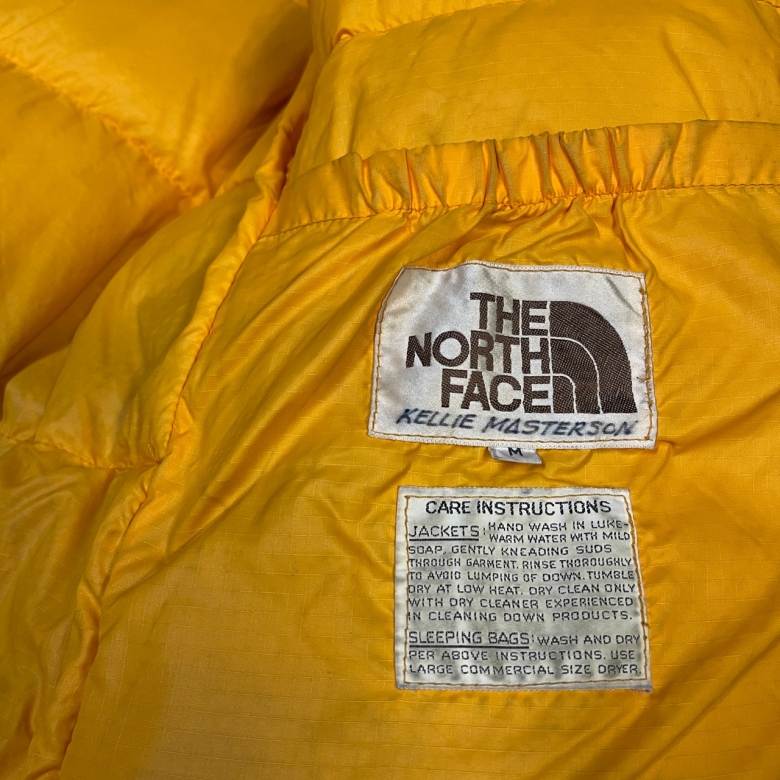 THE
NORTH
FACE
KELLIE MASTERSON
M
CARE INSTRUCTIONS
JACKETS: HAND WASH IN LUKE-
WARM WATER WITH MILD
SOAP, GENTLY KNEADING SUDS
THROUGH GARMENT. RINSE THOROUGHLY
TO AVOID LUMPING OF DOWN. TUMBLE
DRY AT LOW HEAT. DRY CLEAN ONLY
WITH DRY CLEANER EXPERIENCED
IN CLEANING DOWN PRODUCTS.
SLEEPING BAGS: WASH AND DRY
PER ABOVE INSTRUCTIONS. USE
LARGE COMMERCIAL SIZE DRYER.